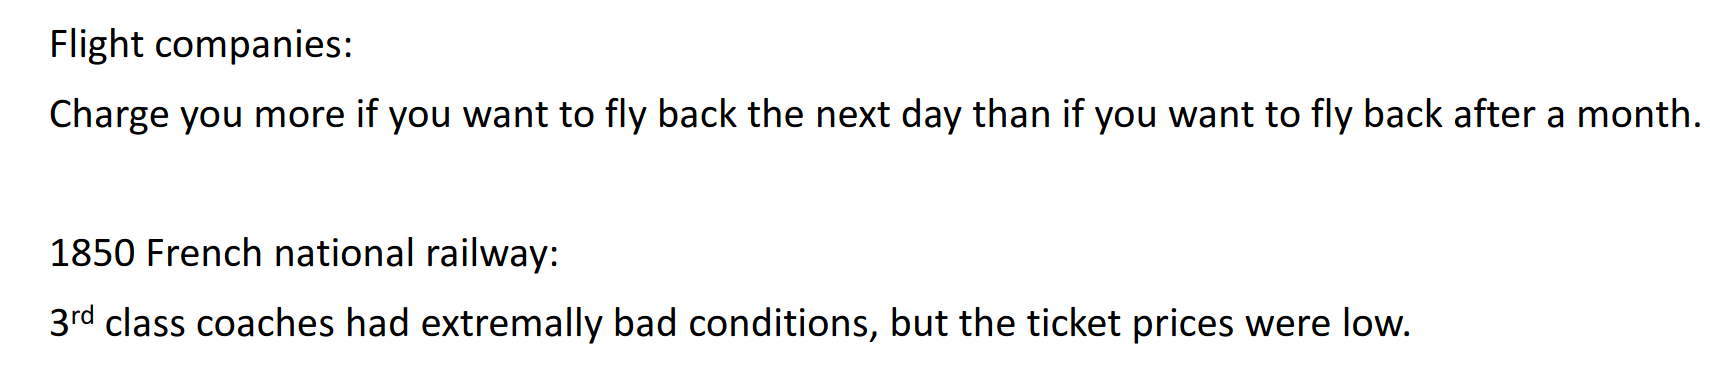 Flight companies:
Charge you more if you want to fly back the next day than if you want to fly back after a month.
1850 French national railway:
3rd class coaches had extremally bad conditions, but the ticket prices were low.